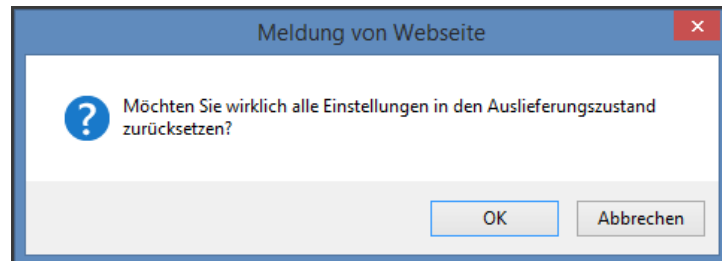 Meldung von Webseite
Möchten Sie wirklich alle Einstellungen in den Auslieferungszustand
zurücksetzen?
OK
Abbrechen